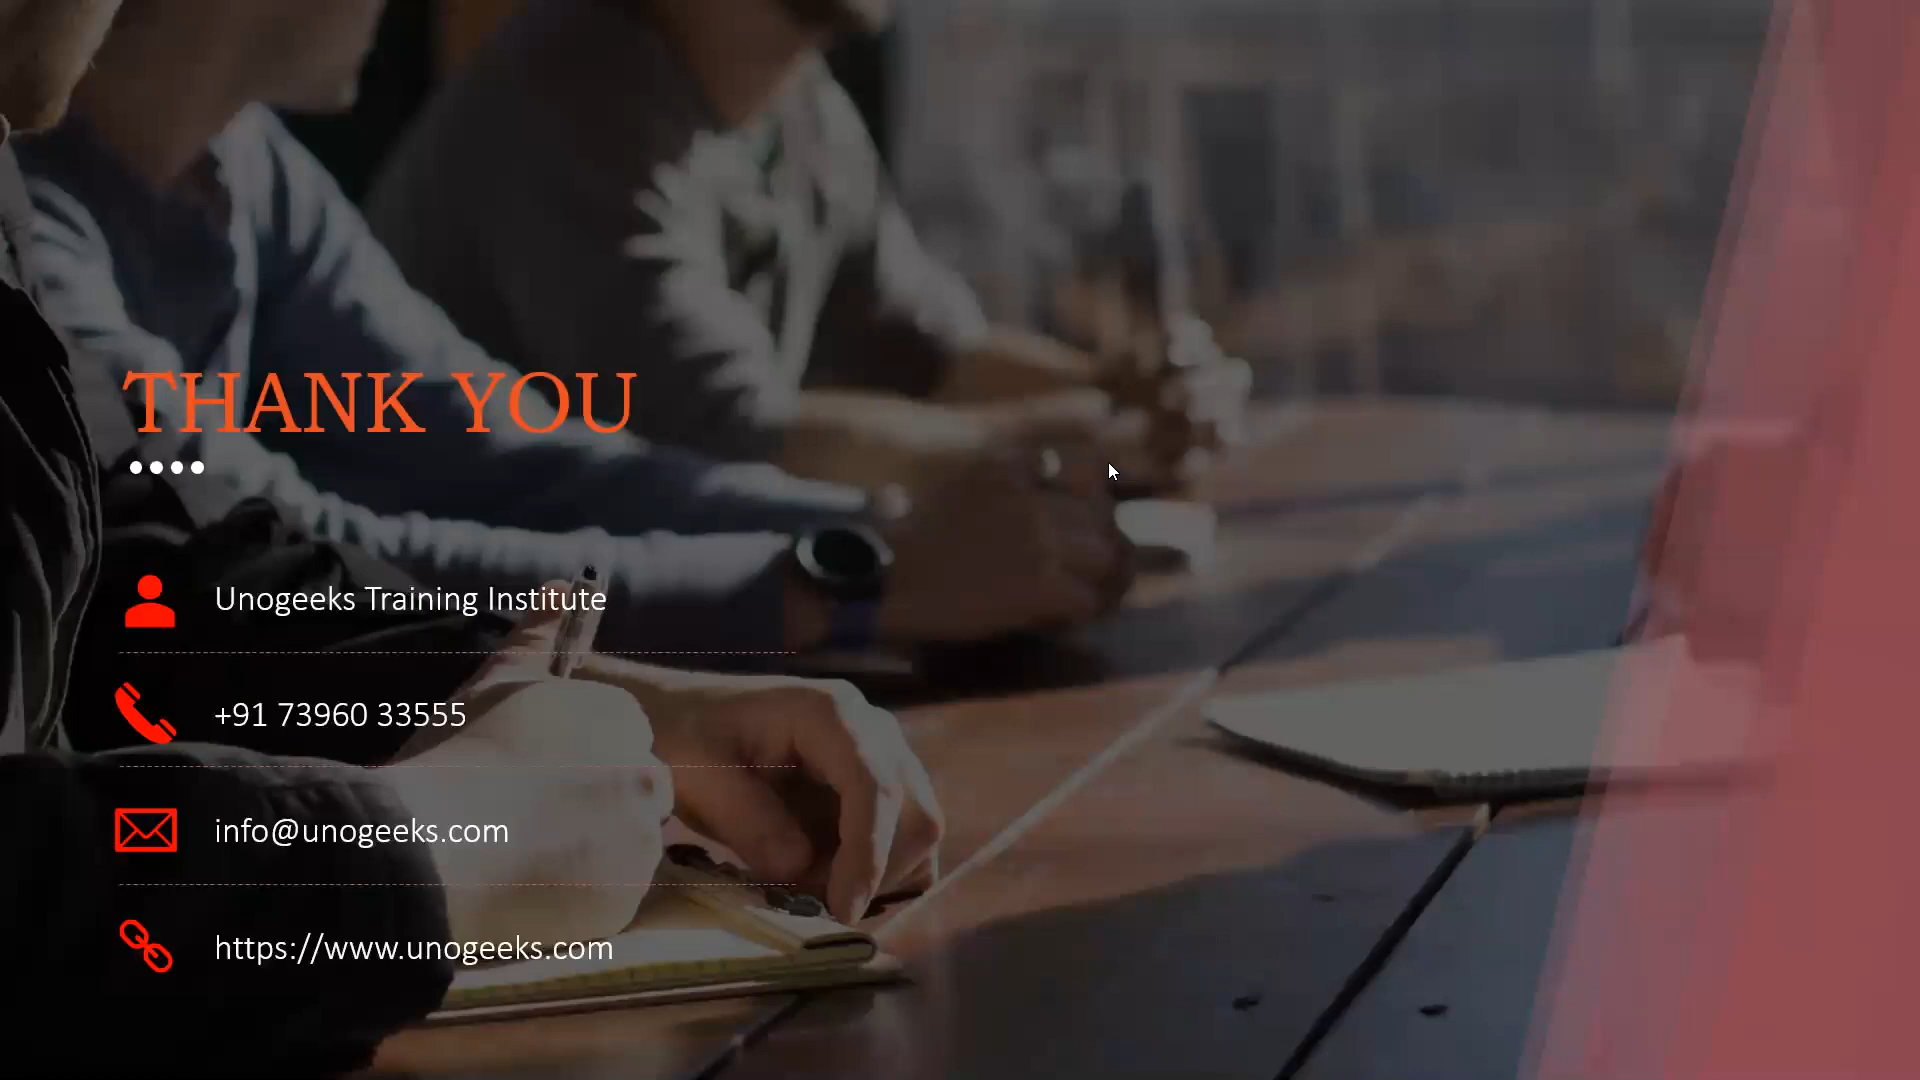 THANK YOU
Unogeeks Training Institute
+91 73960 33555
info@unogeeks.com
https://www.unogeeks.com